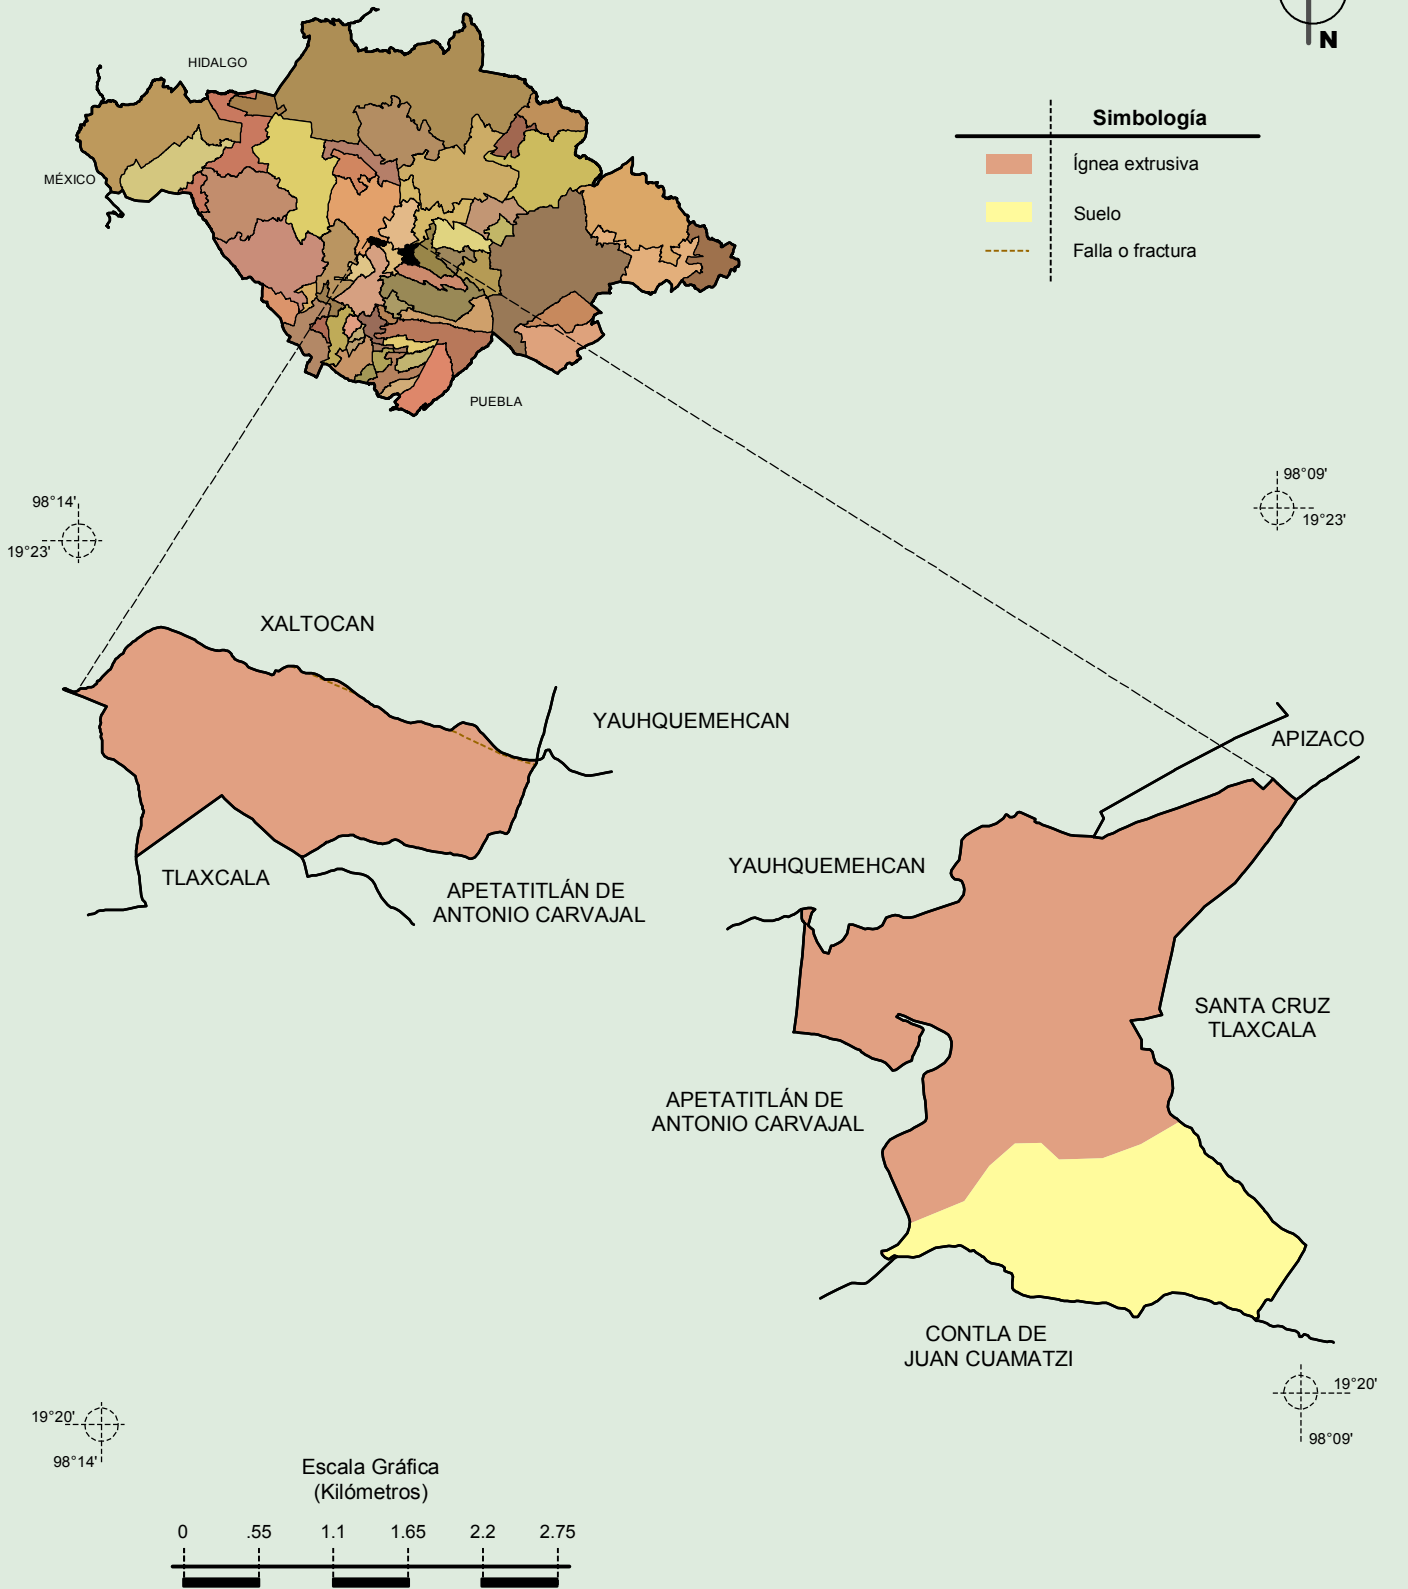 N
HIDALGO
MÉXICO
PUEBLA
Simbología
Ígnea extrusiva
Suelo
Falla o fractura
98°14'
19°23'
98°09'
19°23'
XALTOCAN
YAUHQUEMEHCAN
APIZACO
TLAXCALA
APETATITLÁN DE
ANTONIO CARVAJAL
YAUHQUEMEHCAN
SANTA CRUZ
TLAXCALA
APETATITLÁN DE
ANTONIO CARVAJAL
CONTLA DE
JUAN CUAMATZI
19°20'
98°14'
19°20'
98°09'
Escala Gráfica
(Kilómetros)
0 .55 1.1 1.65 2.2 2.75